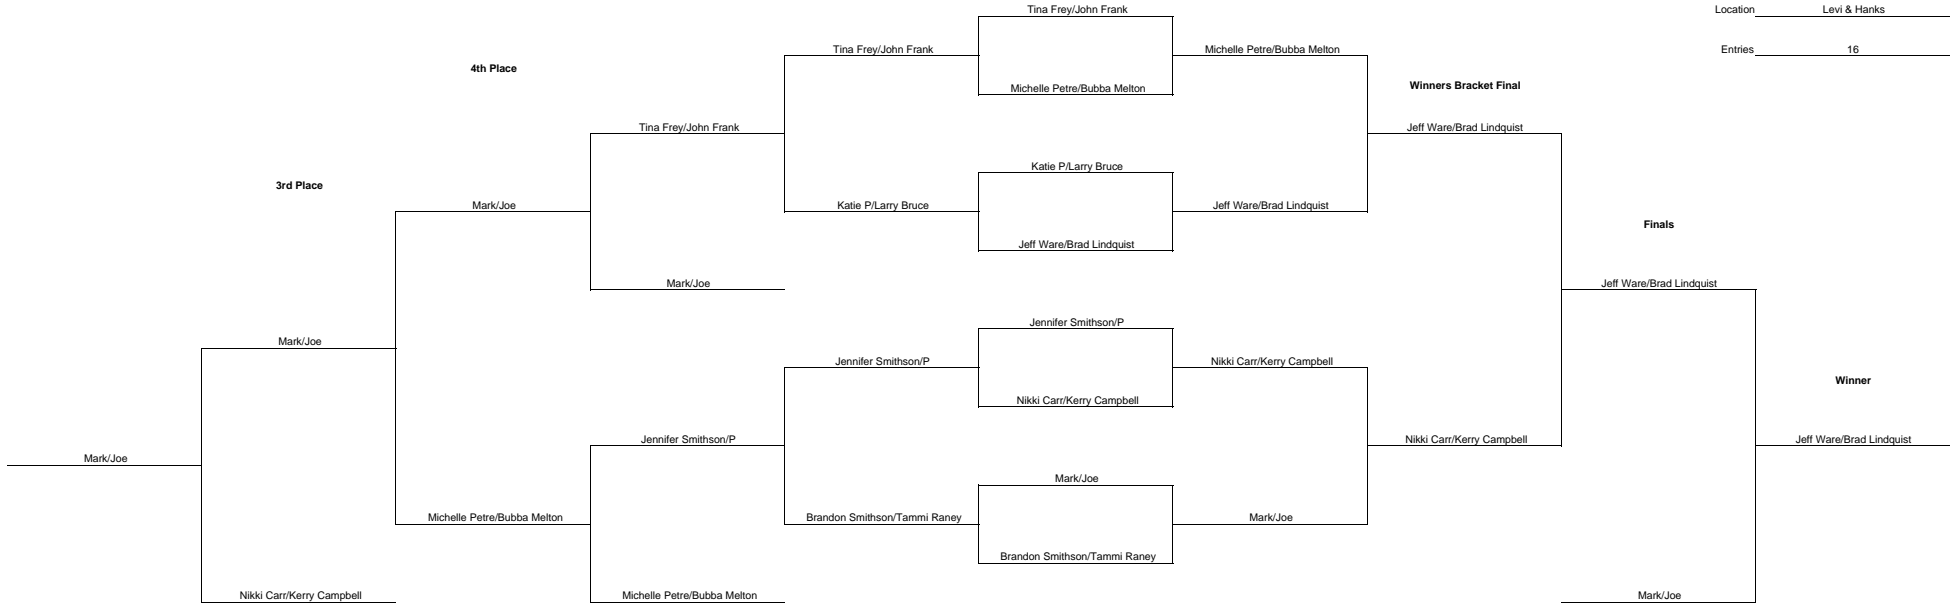 Tina Frey/John Frank
Location Levi & Hanks
Tina Frey/John Frank
Michelle Petre/Bubba Melton
Entries 16
4th Place
Michelle Petre/Bubba Melton
Winners Bracket Final
Tina Frey/John Frank
Jeff Ware/Brad Lindquist
Katie P/Larry Bruce
3rd Place
Mark/Joe
Katie P/Larry Bruce
Jeff Ware/Brad Lindquist
Finals
Jeff Ware/Brad Lindquist
Mark/Joe
Jeff Ware/Brad Lindquist
Jennifer Smithson/P
Mark/Joe
Jennifer Smithson/P
Nikki Carr/Kerry Campbell
Winner
Nikki Carr/Kerry Campbell
Jennifer Smithson/P
Nikki Carr/Kerry Campbell
Jeff Ware/Brad Lindquist
Mark/Joe
Mark/Joe
Michelle Petre/Bubba Melton
Brandon Smithson/Tammi Raney
Mark/Joe
Brandon Smithson/Tammi Raney
Nikki Carr/Kerry Campbell
Michelle Petre/Bubba Melton
Mark/Joe